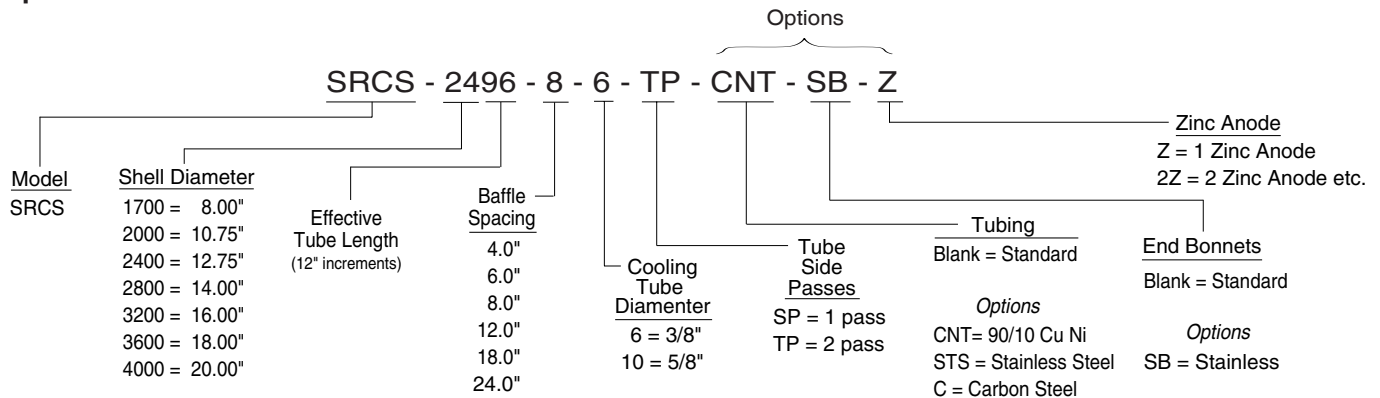 Options
SRCS - 2496 - 8 - 6 - TP - CNT - SB - Z
Model
SRCS
Shell Diameter
1700 = 8.00"
2000 = 10.75"
2400 = 12.75"
2800 = 14.00"
3200 = 16.00"
3600 = 18.00"
4000 = 20.00"
Effective
Tube Length
(12" increments)
Baffle
Spacing
4.0"
6.0"
8.0"
12.0"
18.0"
24.0"
Cooling
Tube
Diamenter
6 = 3/8"
10 = 5/8"
Tube
Side
Passes
SP = 1 pass
TP = 2 pass
Tubing
Blank = Standard
Options
CNT= 90/10 Cu Ni
STS = Stainless Steel
C = Carbon Steel
End Bonnets
Blank = Standard
Options
SB = Stainless
Zinc Anode
Z = 1 Zinc Anode
2Z = 2 Zinc Anode etc.